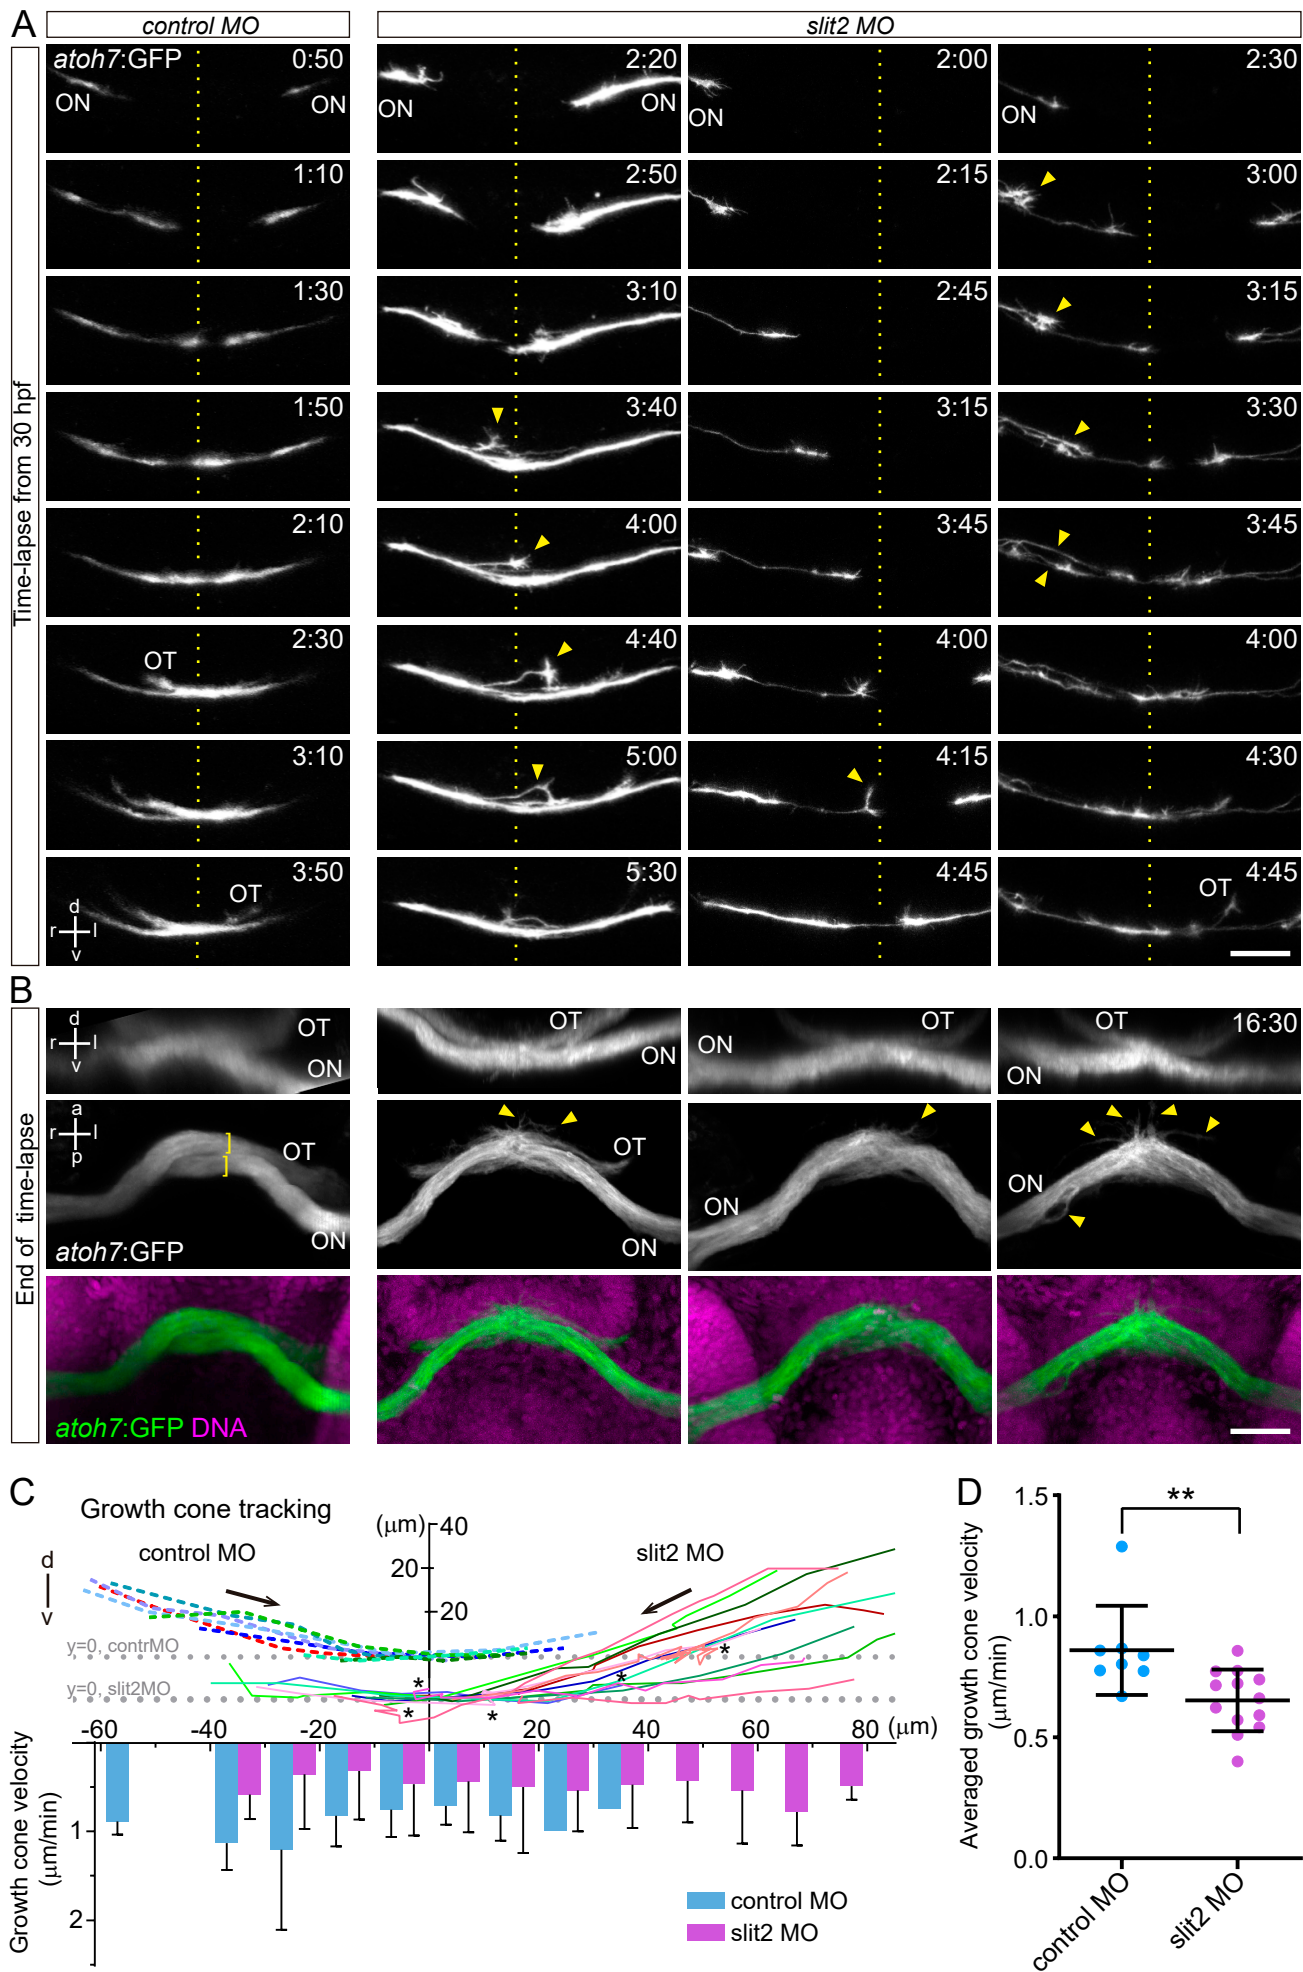 A
control MO
slit2 MO
Time-lapse from 30 hpf
atoh7:GFP 0:50 2:20 2:00 2:30
ON ON ON ON ON ON
1:10 2:50 2:15 3:00
1:30 3:10 2:45 3:15
1:50 3:40 3:15 3:30
2:10 4:00 3:45 3:45
2:30 4:40 4:00 4:00
OT
3:10 5:00 4:15 4:30
3:50 5:30 4:45 4:45
OT OT
d
r l
v
B
End of time-lapse
d
r l
v
OT OT OT OT 16:30
ON ON ON ON
a
r l
p
OT OT
ON ON ON ON
atoh7:GFP
atoh7:GFP DNA
C
Growth cone tracking
control MO
slit2 MO
d
v
(µm) 40
20
20
y=0, contrMO
y=0, slit2MO
* * * * *
-60 -40 -20 0 20 40 60 80 (µm)
Growth cone velocity
(µm/min)
1
2
control MO
slit2 MO
D
Averaged growth cone velocity
(µm/min)
1.5
1.0
0.5
0.0
**
control MO
slit2 MO